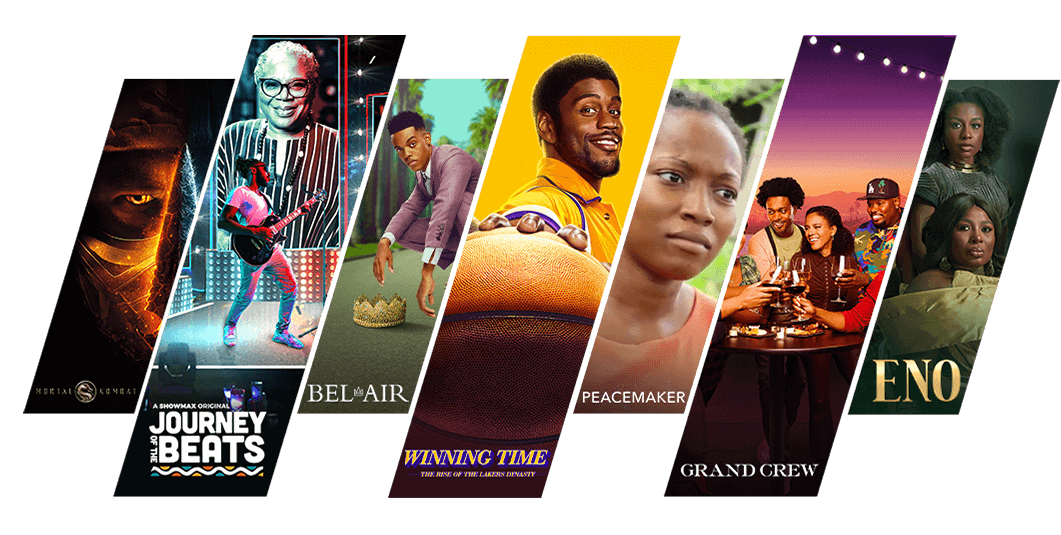 MORTAL KOMBAT
A SHOWMAX ORIGINAL
JOURNEY
OF THE
BEATS
BEL-AIR
WINNING TIME
THE RISE OF THE LAKERS DYNASTY
PEACEMAKER
GRAND CREW
ENO